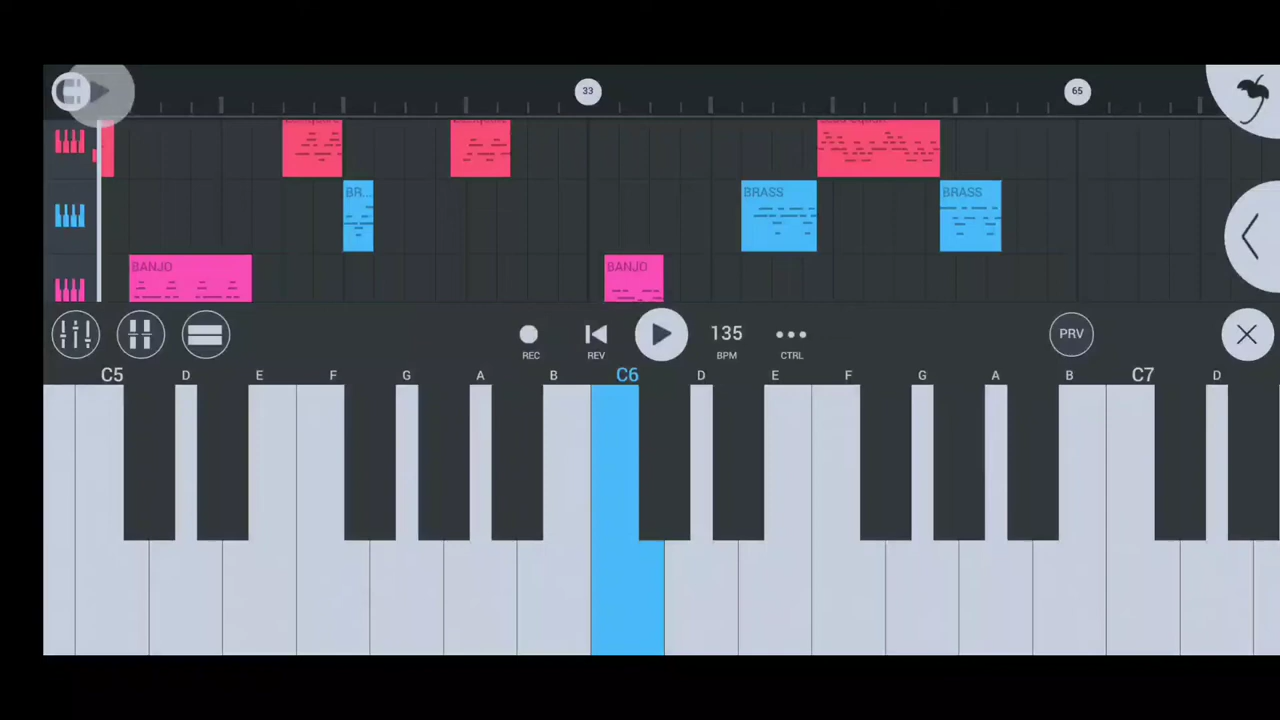 33
65
BR...
BRASS
BRASS
BANJO
BANJO
135
PRV
REC
REV
BPM
CTRL
C5 D E F G A B C6 D E F G A B C7 D